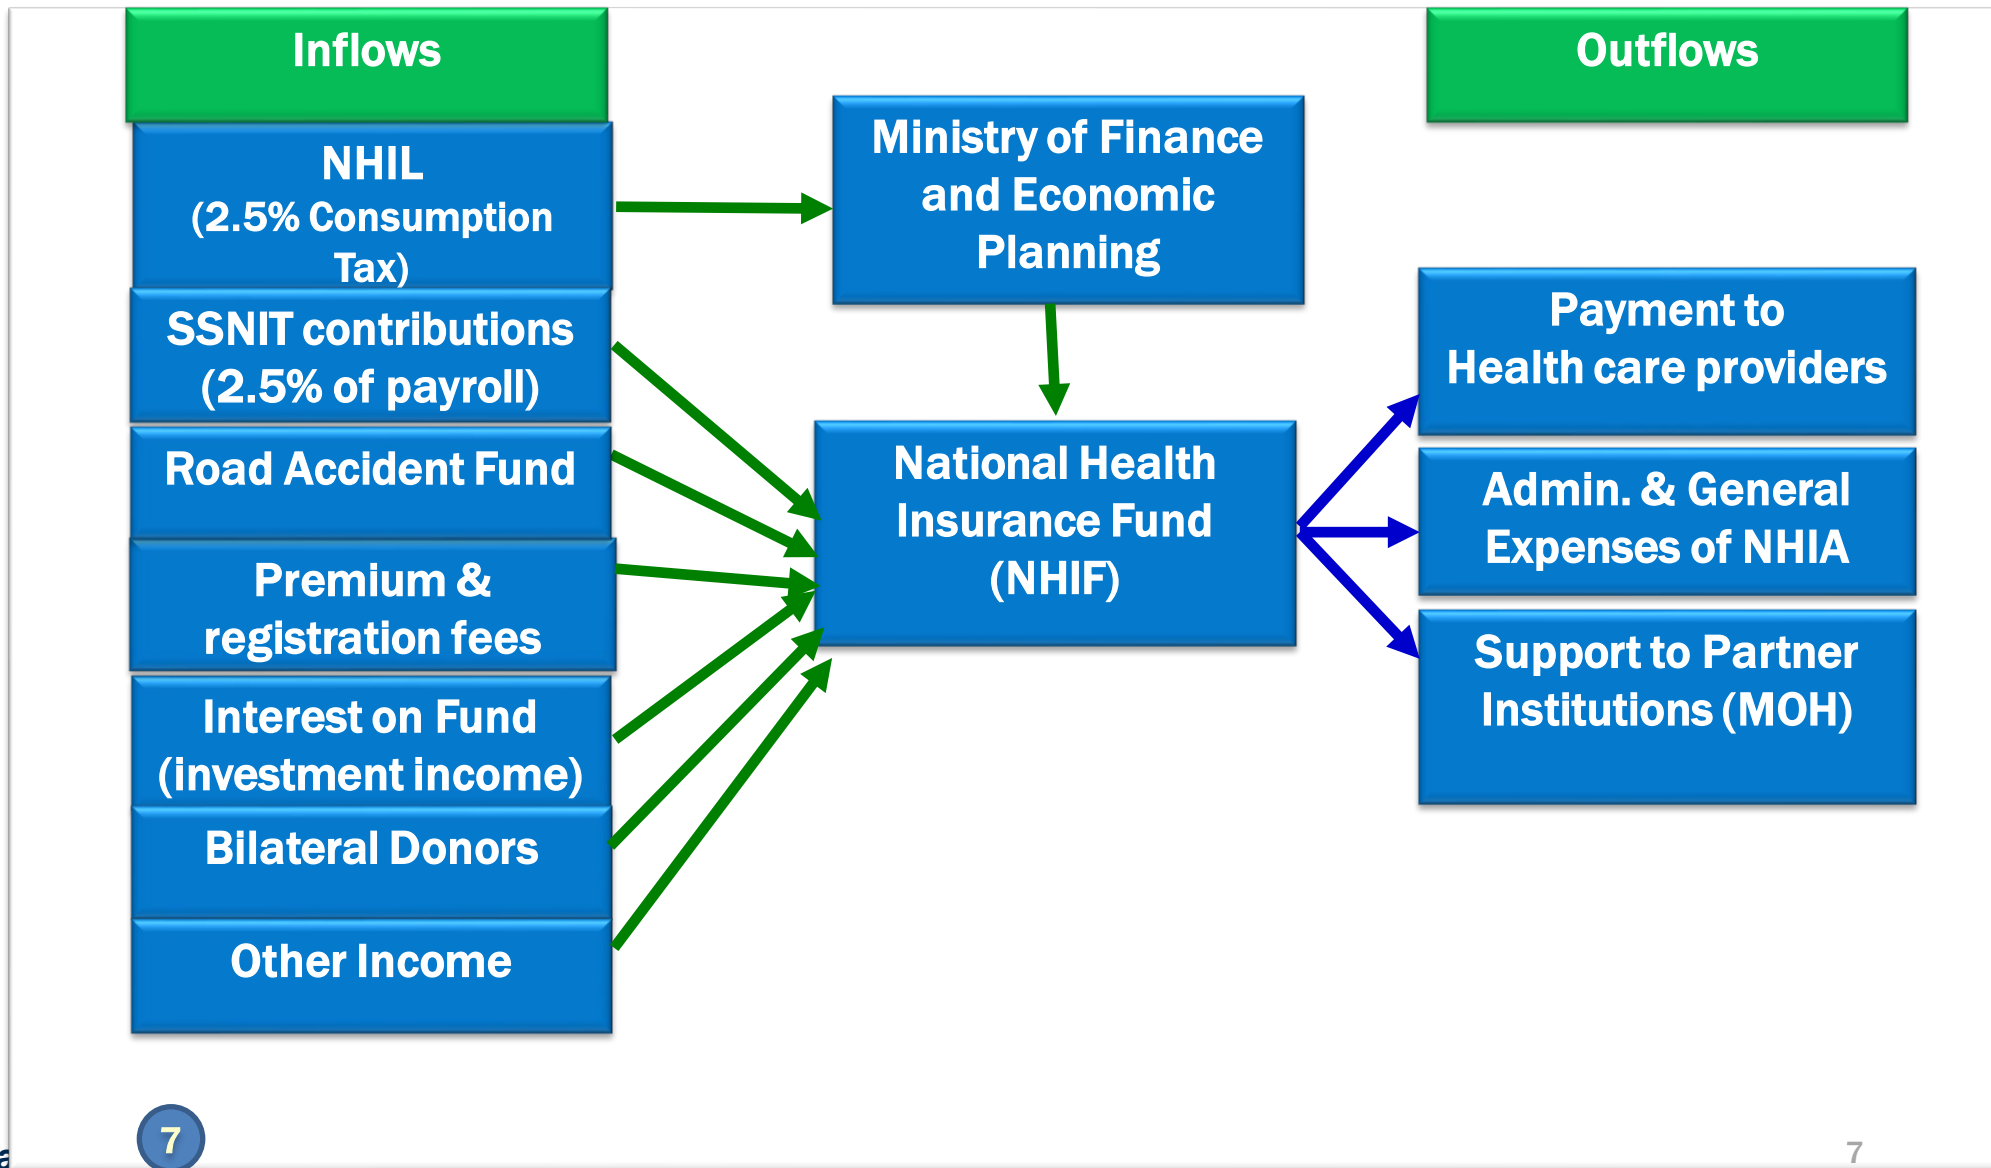 Inflows
NHIL
(2.5% Consumption
Tax)
SSNIT contributions
(2.5% of payroll)
Road Accident Fund
Premium &
registration fees
Interest on Fund
(investment income)
Bilateral Donors
Other Income
Ministry of Finance
and Economic
Planning
National Health
Insurance Fund
(NHIF)
Outflows
Payment to
Health care providers
Admin. & General
Expenses of NHIA
Support to Partner
Institutions (MOH)
7
7